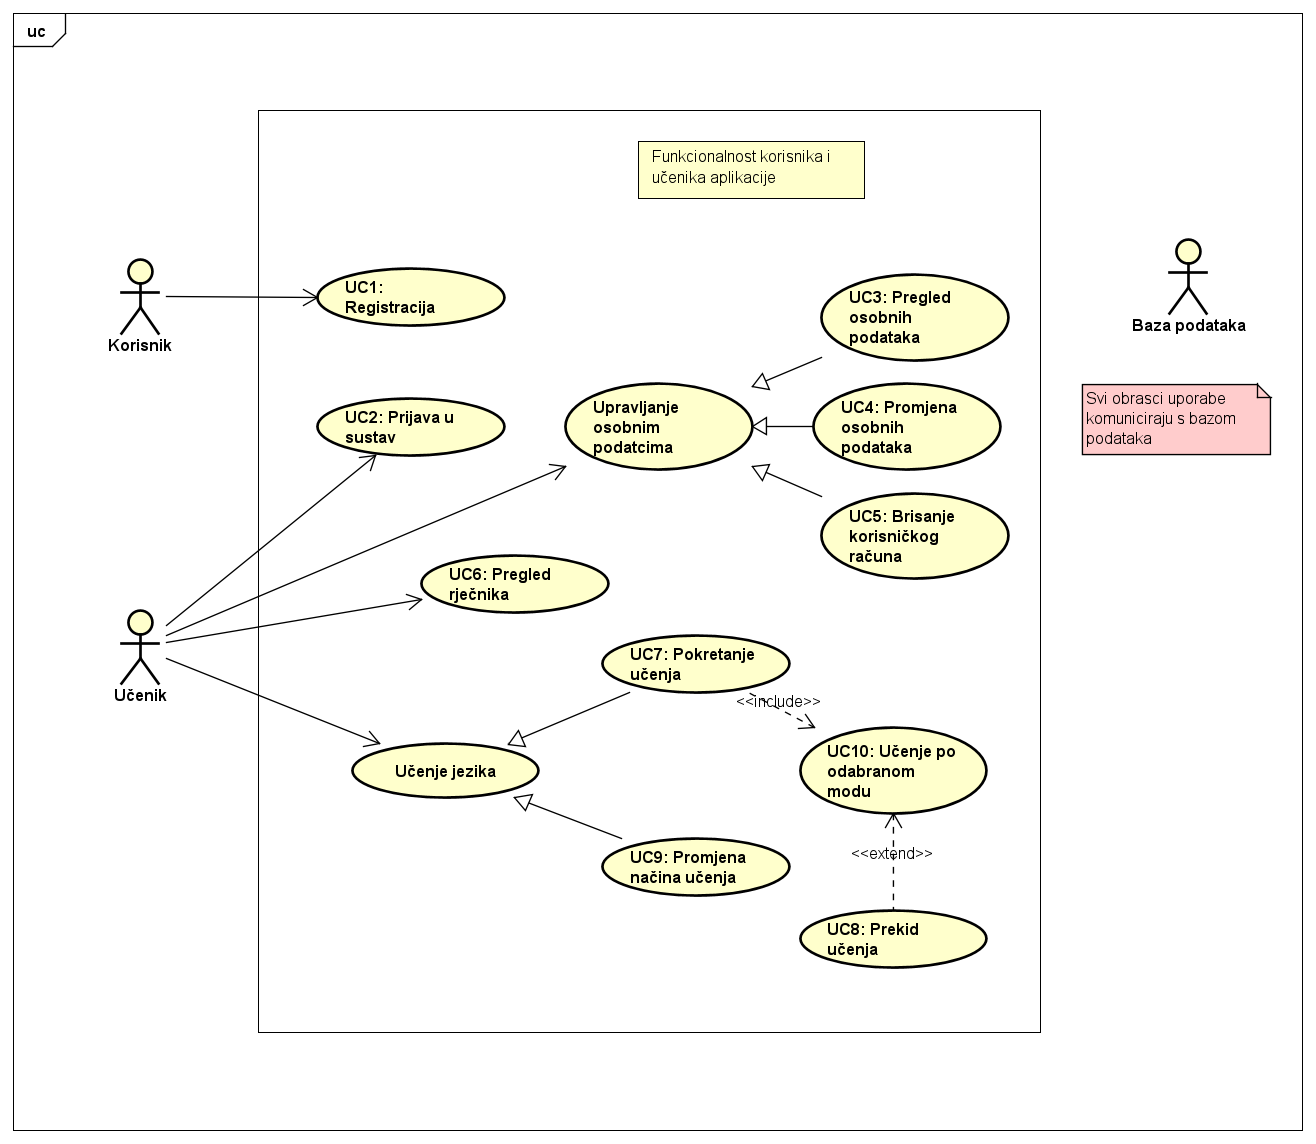 uc
Funkcionalnost korisnika i
učenika aplikacije
UC1:
Registracija
Korisnik
UC3: Pregled
osobnih
podataka
Baza podataka
Svi obrasci uporabe
komuniciraju s bazom
podataka
UC2: Prijava u
sustav
Upravljanje
osobnim
podatcima
UC4: Promjena
osobnih
podataka
UC5: Brisanje
korisničkog
računa
UC6: Pregled
rječnika
Učenik
UC7: Pokretanje
učenja
<<include>>
Učenje jezika
UC10: Učenje po
odabranom
modu
<<extend>>
UC9: Promjena
načina učenja
UC8: Prekid
učenja